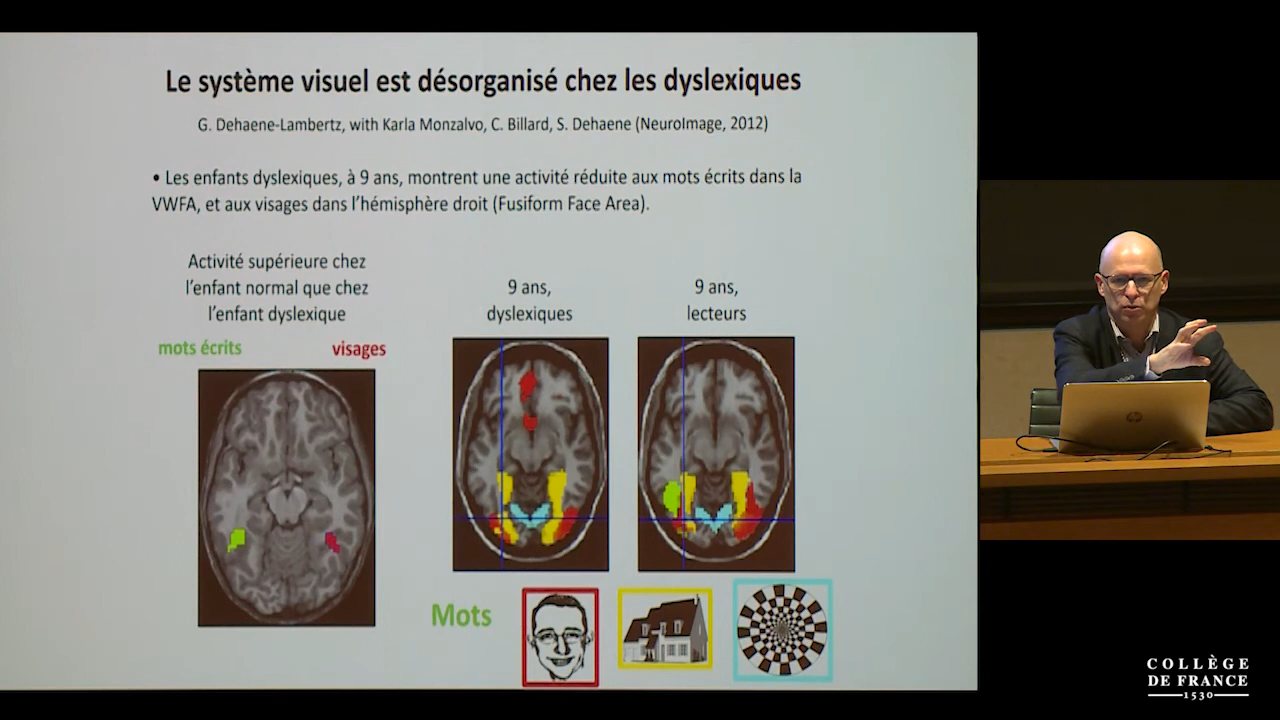 Le système visuel est désorganisé chez les dyslexiques
G. Dehaene-Lambertz, with Karla Monzalvo, C. Billard, S. Dehaene (NeuroImage, 2012)
• Les enfants dyslexiques, à 9 ans, montrent une activité réduite aux mots écrits dans la
VWFA, et aux visages dans l'hémisphère droit (Fusiform Face Area).
Activité supérieure chez
l'enfant normal que chez
l'enfant dyslexique
mots écrits
visages
9 ans,
dyslexiques
9 ans,
lecteurs
Mots
hp
COLLÈGE
DE FRANCE
1530